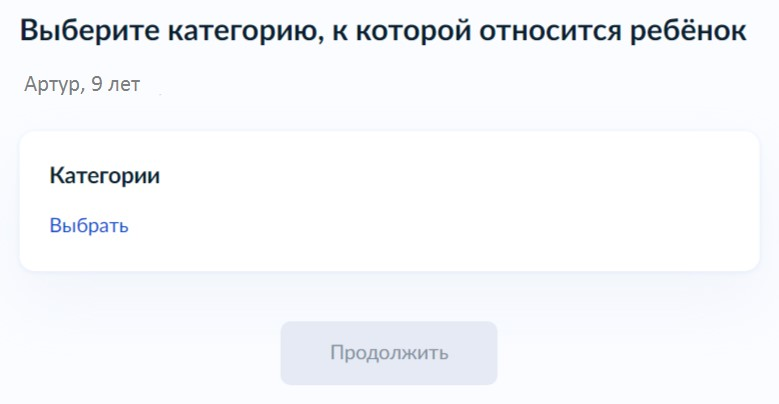 Выберите категорию, к которой относится ребёнок
Артур, 9 лет
Категории
Выбрать
Продолжить